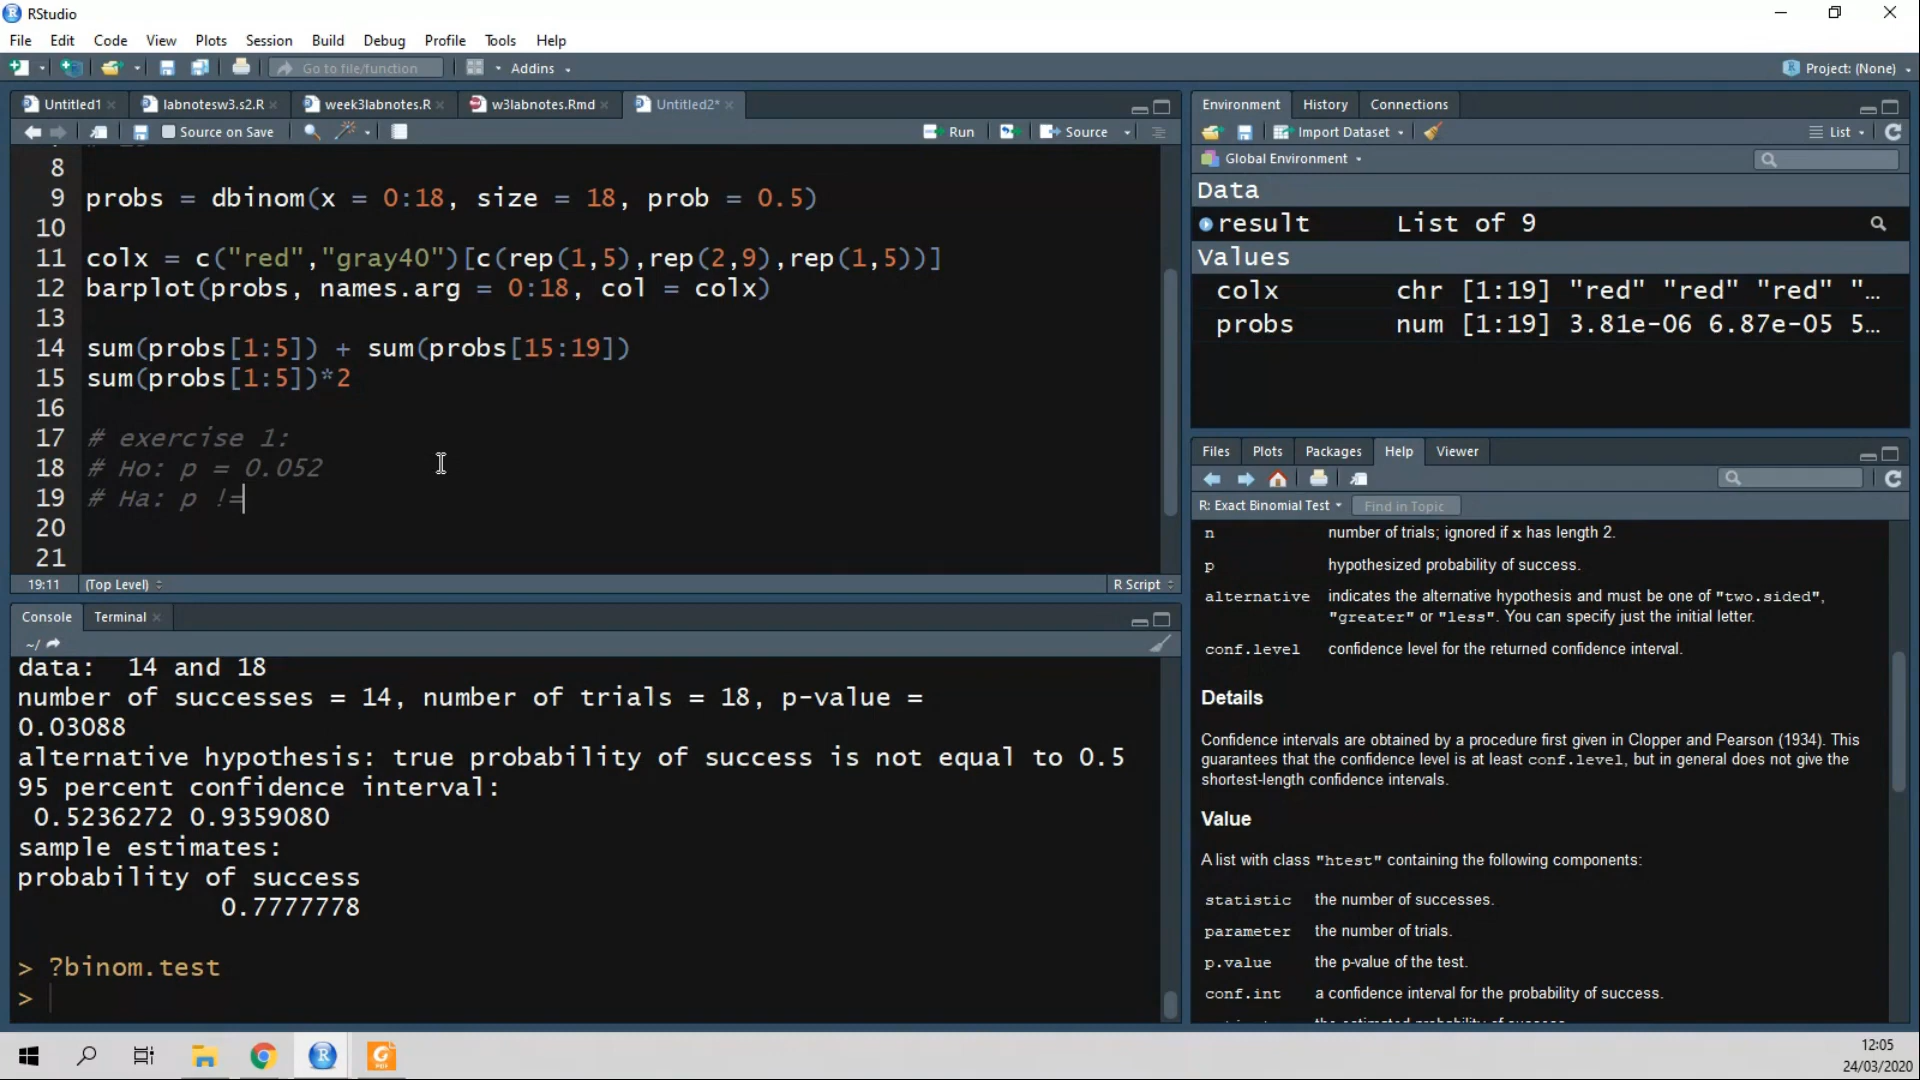 RStudio
File Edit Code View Plots Session Build Debug Profile Tools Help
Go to file/function Addins Project: (None)
Untitled1 labnotesw3.s2.R week3labnotes.R w3labnotes.Rmd Untitled2*
Source on Save Run Source
8
9 probs = dbinom(x = 0:18, size = 18, prob = 0.5)
10
11 colx = c("red","gray40")[c(rep(1,5),rep(2,9),rep(1,5))]
12 barplot(probs, names.arg = 0:18, col = colx)
13
14 sum(probs[1:5]) + sum(probs[15:19])
15 sum(probs[1:5])*2
16
17 # exercise 1:
18 # Ho: p = 0.052
19 # Ha: p !=
20
21
19:11 (Top Level) R Script
Console Terminal
~/
data: 14 and 18
number of successes = 14, number of trials = 18, p-value =
0.03088
alternative hypothesis: true probability of success is not equal to 0.5
95 percent confidence interval:
0.5236272 0.9359080
sample estimates:
probability of success
0.7777778
> ?binom.test
>
Environment History Connections
Import Dataset List
Global Environment
Data
result List of 9
Values
colx chr [1:19] "red" "red" "red" "…
probs num [1:19] 3.81e-06 6.87e-05 5…
Files Plots Packages Help Viewer
R: Exact Binomial Test Find in Topic
n number of trials; ignored if x has length 2.
p hypothesized probability of success.
alternative indicates the alternative hypothesis and must be one of "two.sided",
"greater" or "less". You can specify just the initial letter.
conf.level confidence level for the returned confidence interval.
Details
Confidence intervals are obtained by a procedure first given in Clopper and Pearson (1934). This
guarantees that the confidence level is at least conf.level, but in general does not give the
shortest-length confidence intervals.
Value
A list with class "htest" containing the following components:
statistic the number of successes.
parameter the number of trials.
p.value the p-value of the test.
conf.int a confidence interval for the probability of success.
12:05
24/03/2020